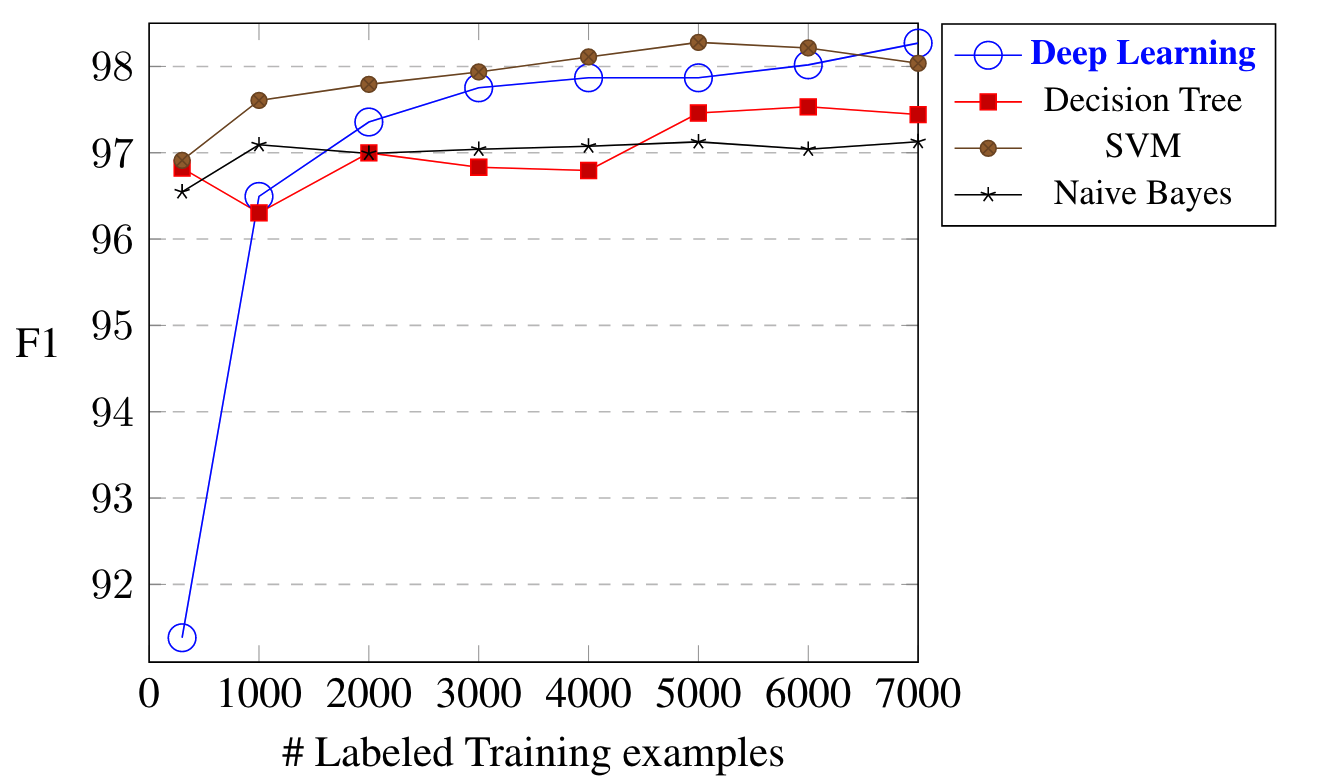 98
97
96
95
94
93
92
F1
0 1000 2000 3000 4000 5000 6000 7000
# Labeled Training examples
Deep Learning
Decision Tree
SVM
Naive Bayes